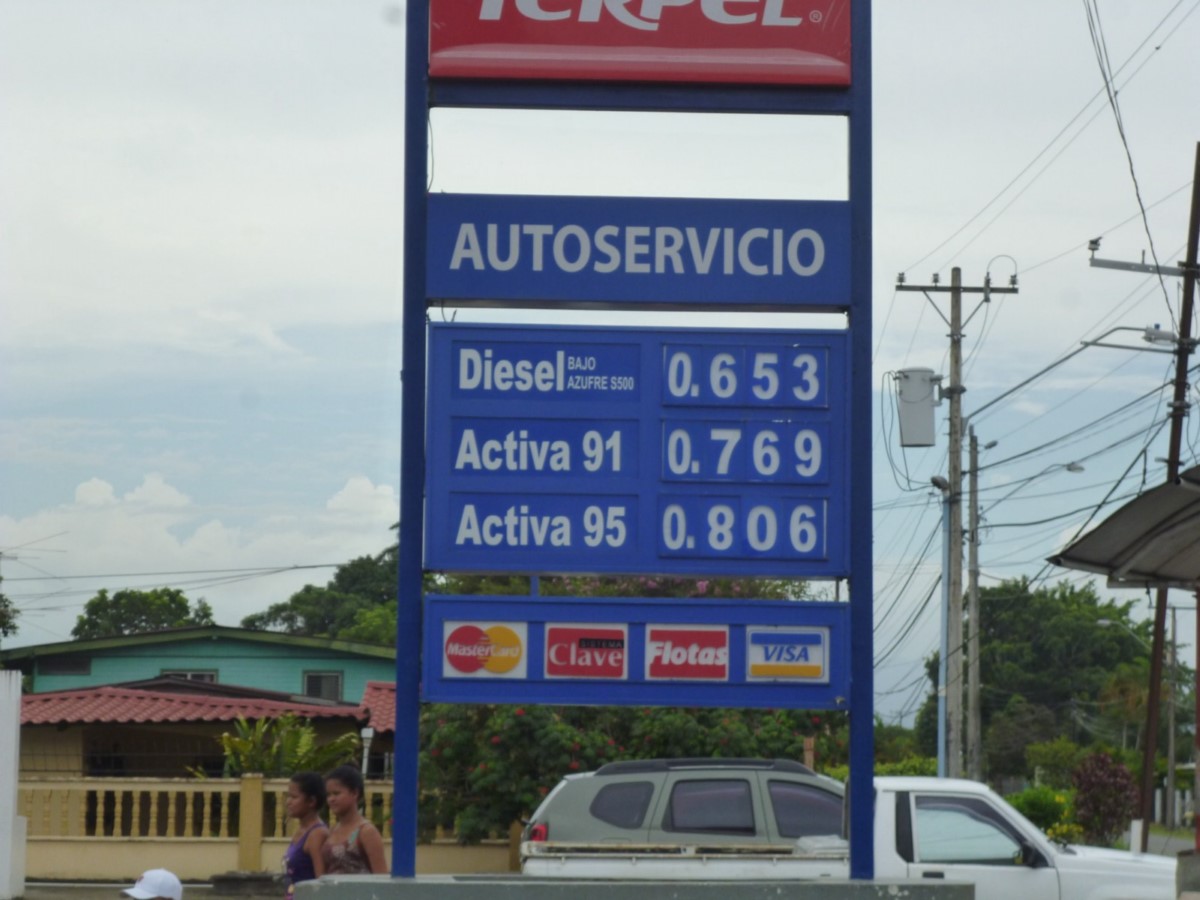 TERPEL®
AUTOSERVICIO
Diesel BAJO AZUFRE S500 0.653
Activa 91 0.769
Activa 95 0.806
MasterCard
SISTEMA
Clave
Flotas
VISA